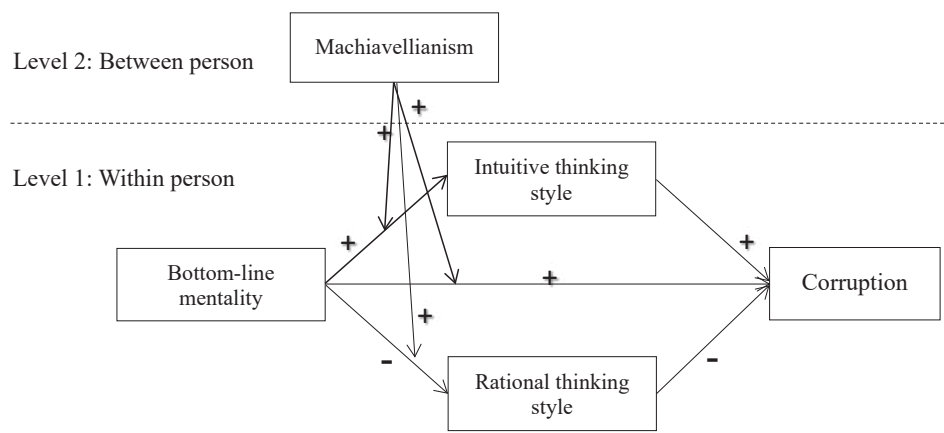 Machiavellianism
Level 2: Between person
+
+
Level 1: Within person
Intuitive thinking
style
+
+
Bottom-line
mentality
+
Corruption
+
-
-
Rational thinking
style